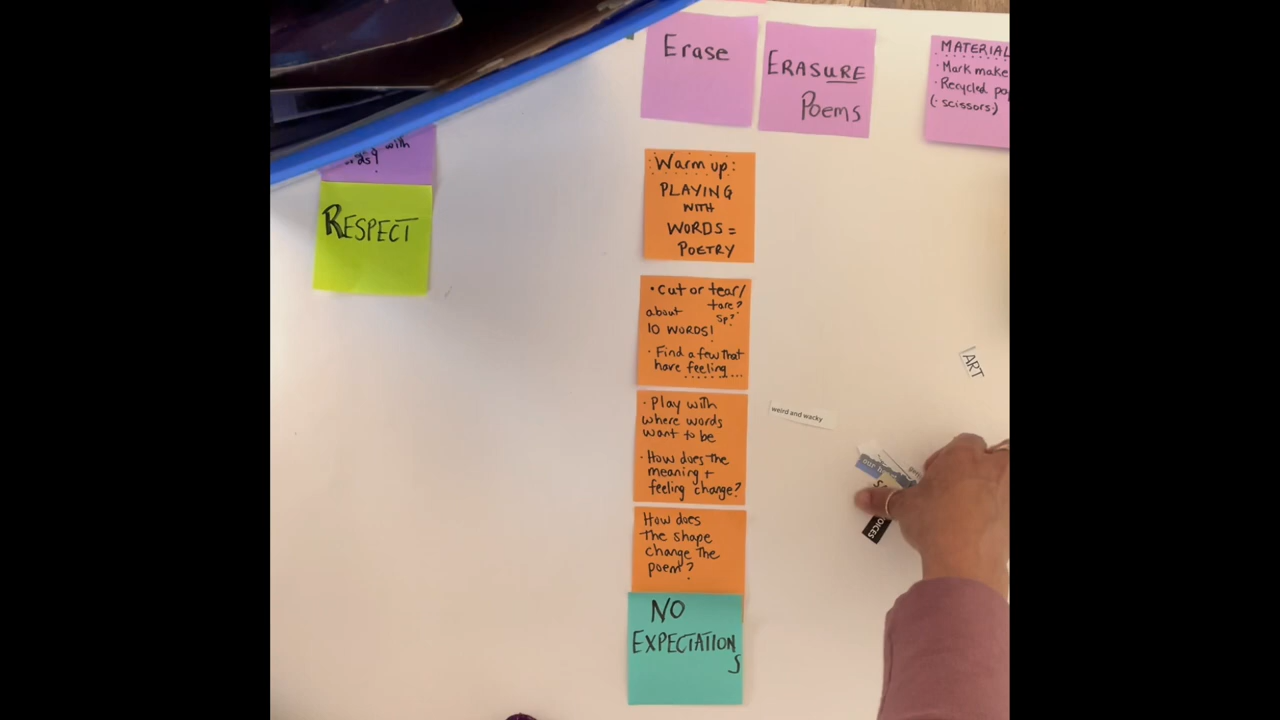 Erase
ERASURE
Poems
MATERIAL
· Mark make
· Recycled
(· scissors)
with
RESPECT
Warm up:
PLAYING
WITH
WORDS =
POETRY
· Cut or tear/
tare?
about
sp?
10 WORDS!
· Find a few that
have feeling...
· Play with
where words
want to be
· How does the
meaning +
feeling change?
How does
the shape
change the
poem?
NO
EXPECTATIONS
ART
weird and wacky
our